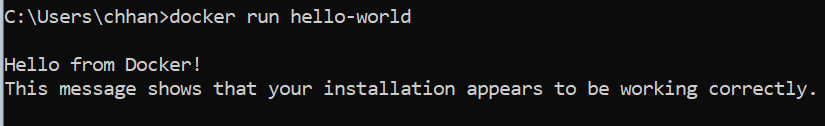 C:\Users\chhan>docker run hello-world
Hello from Docker!
This message shows that your installation appears to be working correctly.